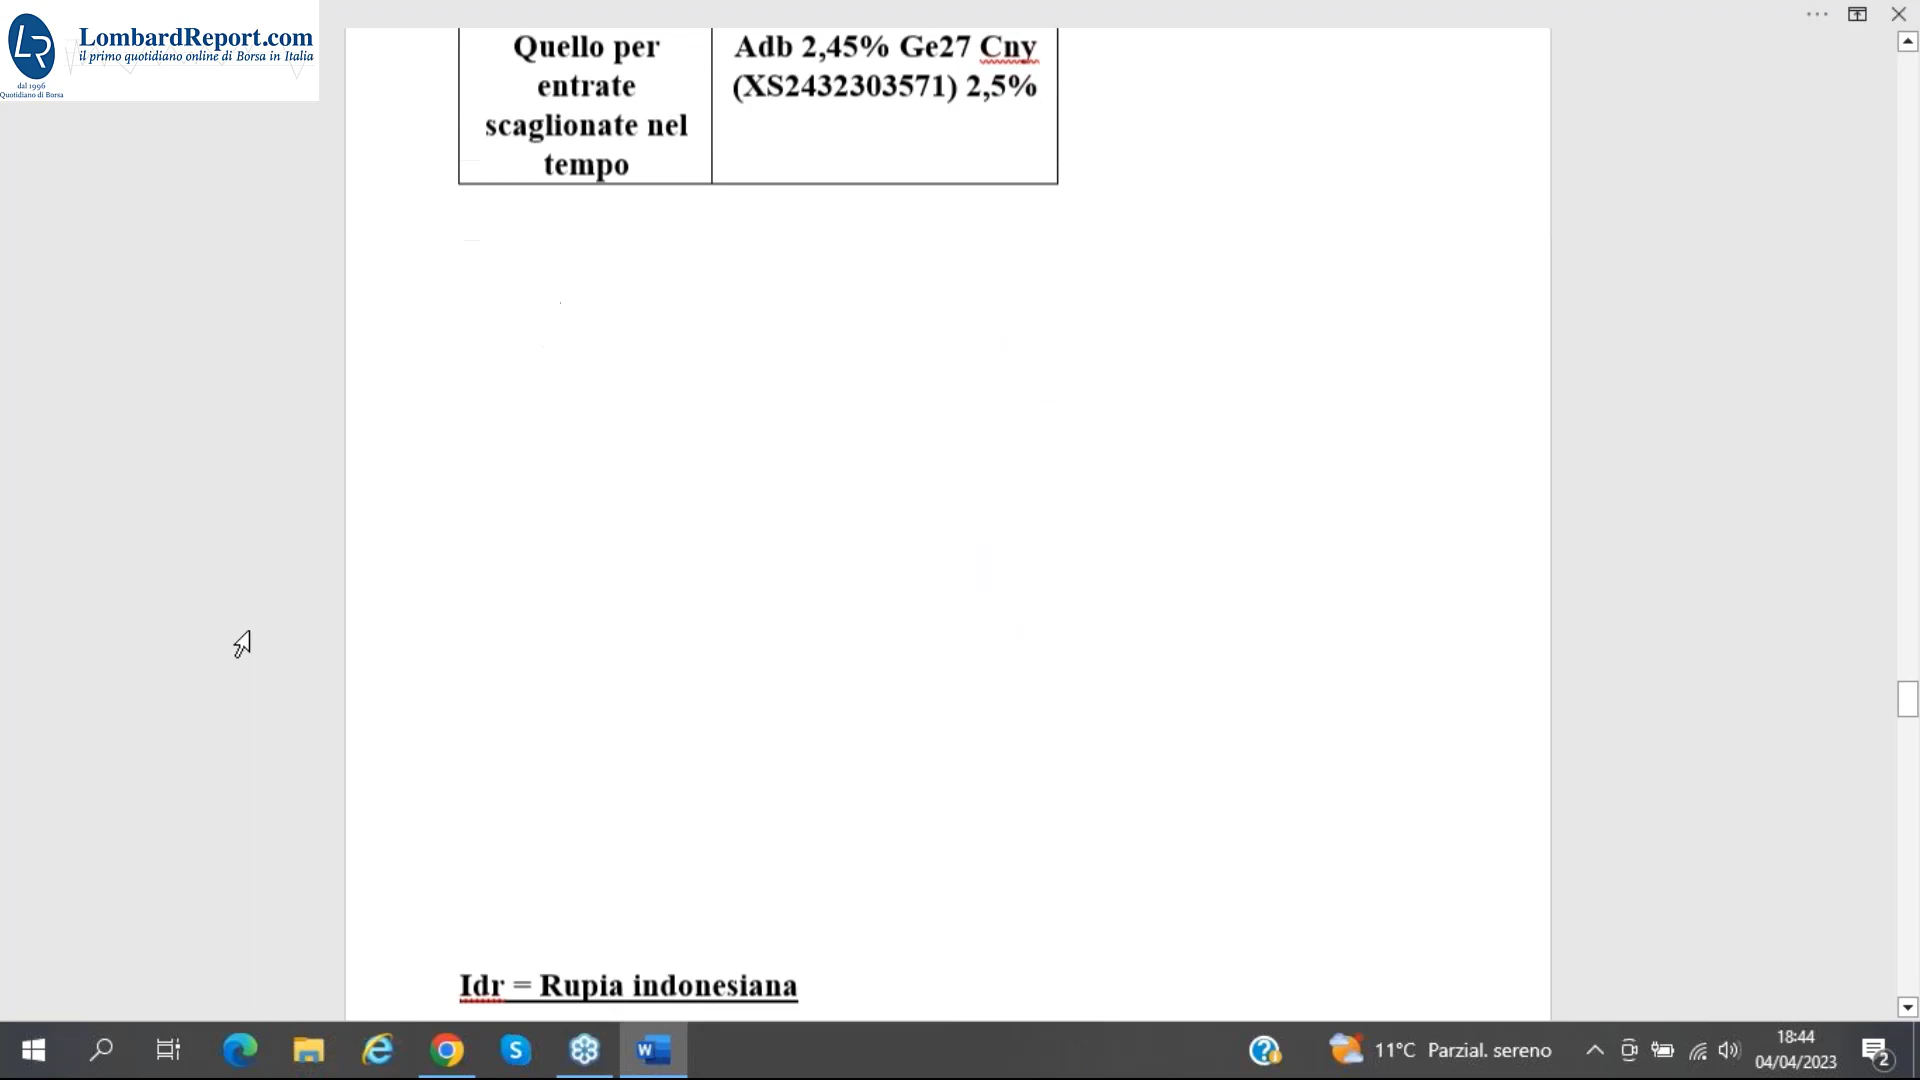 LR
LombardReport.com
il primo quotidiano online di Borsa in Italia
dal 1996
Quotidiano di Borsa
Quello per
entrate
scaglionate nel
tempo
Adb 2,45% Ge27 Cny
(XS2432303571) 2,5%
Idr = Rupia indonesiana
11°C Parzial. sereno
18:44
04/04/2023
2